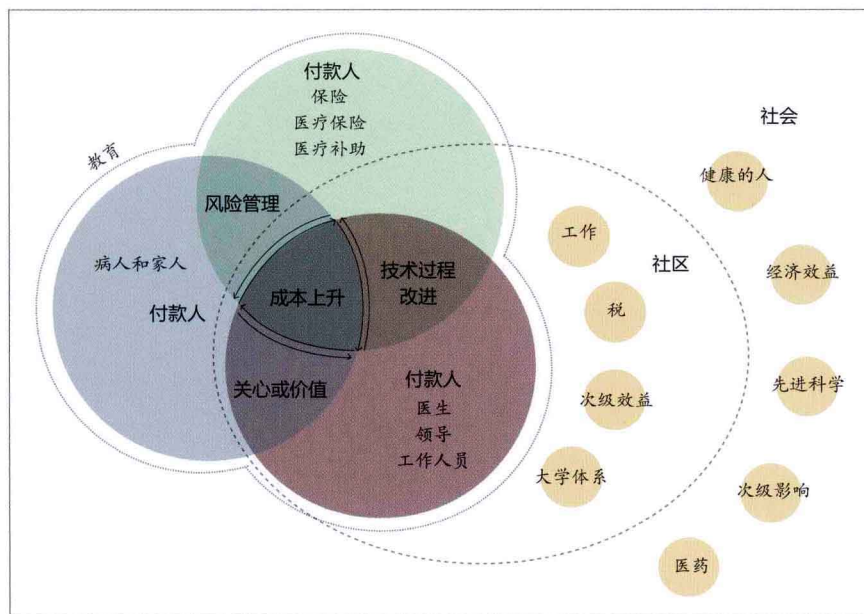 付款人
保险
医疗保险
医疗补助
教育
风险管理
病人和家人
付款人
成本上升
技术过程
改进
关心或价值
付款人
医生
领导
工作人员
社会
健康的人
工作
社区
经济效益
税
先进科学
次级效益
大学体系
次级影响
医药